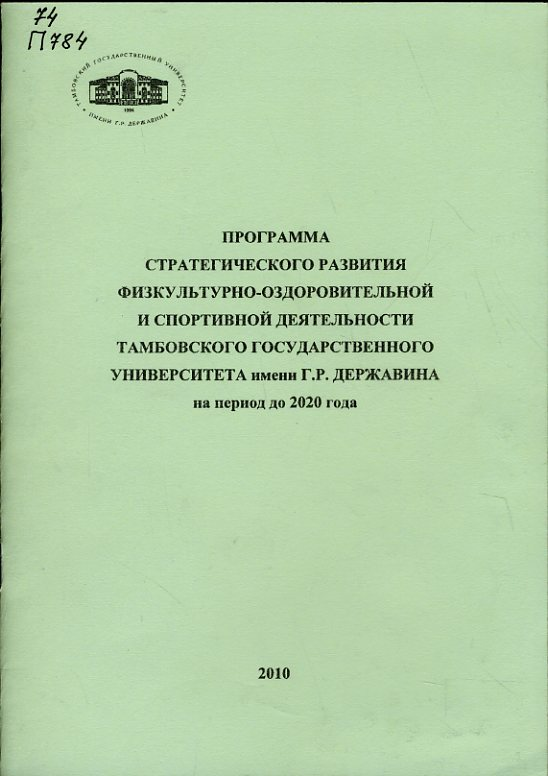 74
П784
ТАМБОВСКИЙ ГОСУДАРСТВЕННЫЙ УНИВЕРСИТЕТ
ИМЕНИ Г.Р. ДЕРЖАВИНА
ПРОГРАММА
СТРАТЕГИЧЕСКОГО РАЗВИТИЯ
ФИЗКУЛЬТУРНО-ОЗДОРОВИТЕЛЬНОЙ
И СПОРТИВНОЙ ДЕЯТЕЛЬНОСТИ
ТАМБОВСКОГО ГОСУДАРСТВЕННОГО
УНИВЕРСИТЕТА имени Г.Р. ДЕРЖАВИНА
на период до 2020 года
2010